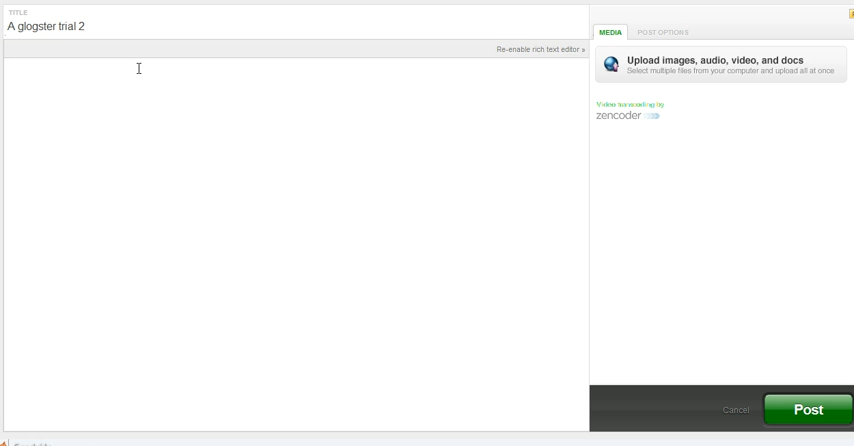 TITLE
A glogster trial 2
Re-enable rich text editor »
MEDIA
POST OPTIONS
Upload images, audio, video, and docs
Select multiple files from your computer and upload all at once
Video transcoding by
zencoder
Cancel
Post